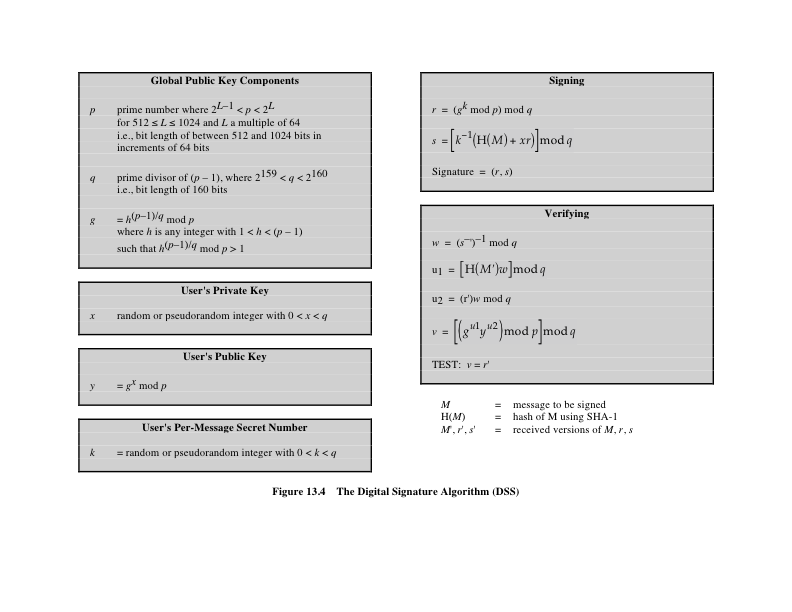 Global Public Key Components
p prime number where 2^L–1 < p < 2^L
for 512 ≤ L ≤ 1024 and L a multiple of 64
i.e., bit length of between 512 and 1024 bits in
increments of 64 bits
q prime divisor of (p – 1), where 2^159 < q < 2^160
i.e., bit length of 160 bits
g = h^(p–1)/q mod p
where h is any integer with 1 < h < (p – 1)
such that h^(p–1)/q mod p > 1
User's Private Key
x random or pseudorandom integer with 0 < x < q
User's Public Key
y = g^x mod p
User's Per-Message Secret Number
k = random or pseudorandom integer with 0 < k < q
Signing
r = (g^k mod p) mod q
s = [k^–1(H(M) + xr)] mod q
Signature = (r, s)
Verifying
w = (s')^–1 mod q
u1 = [H(M')w] mod q
u2 = (r')w mod q
v = [(g^u1 y^u2) mod p] mod q
TEST: v = r'
M = message to be signed
H(M) = hash of M using SHA-1
M', r', s' = received versions of M, r, s
Figure 13.4 The Digital Signature Algorithm (DSS)